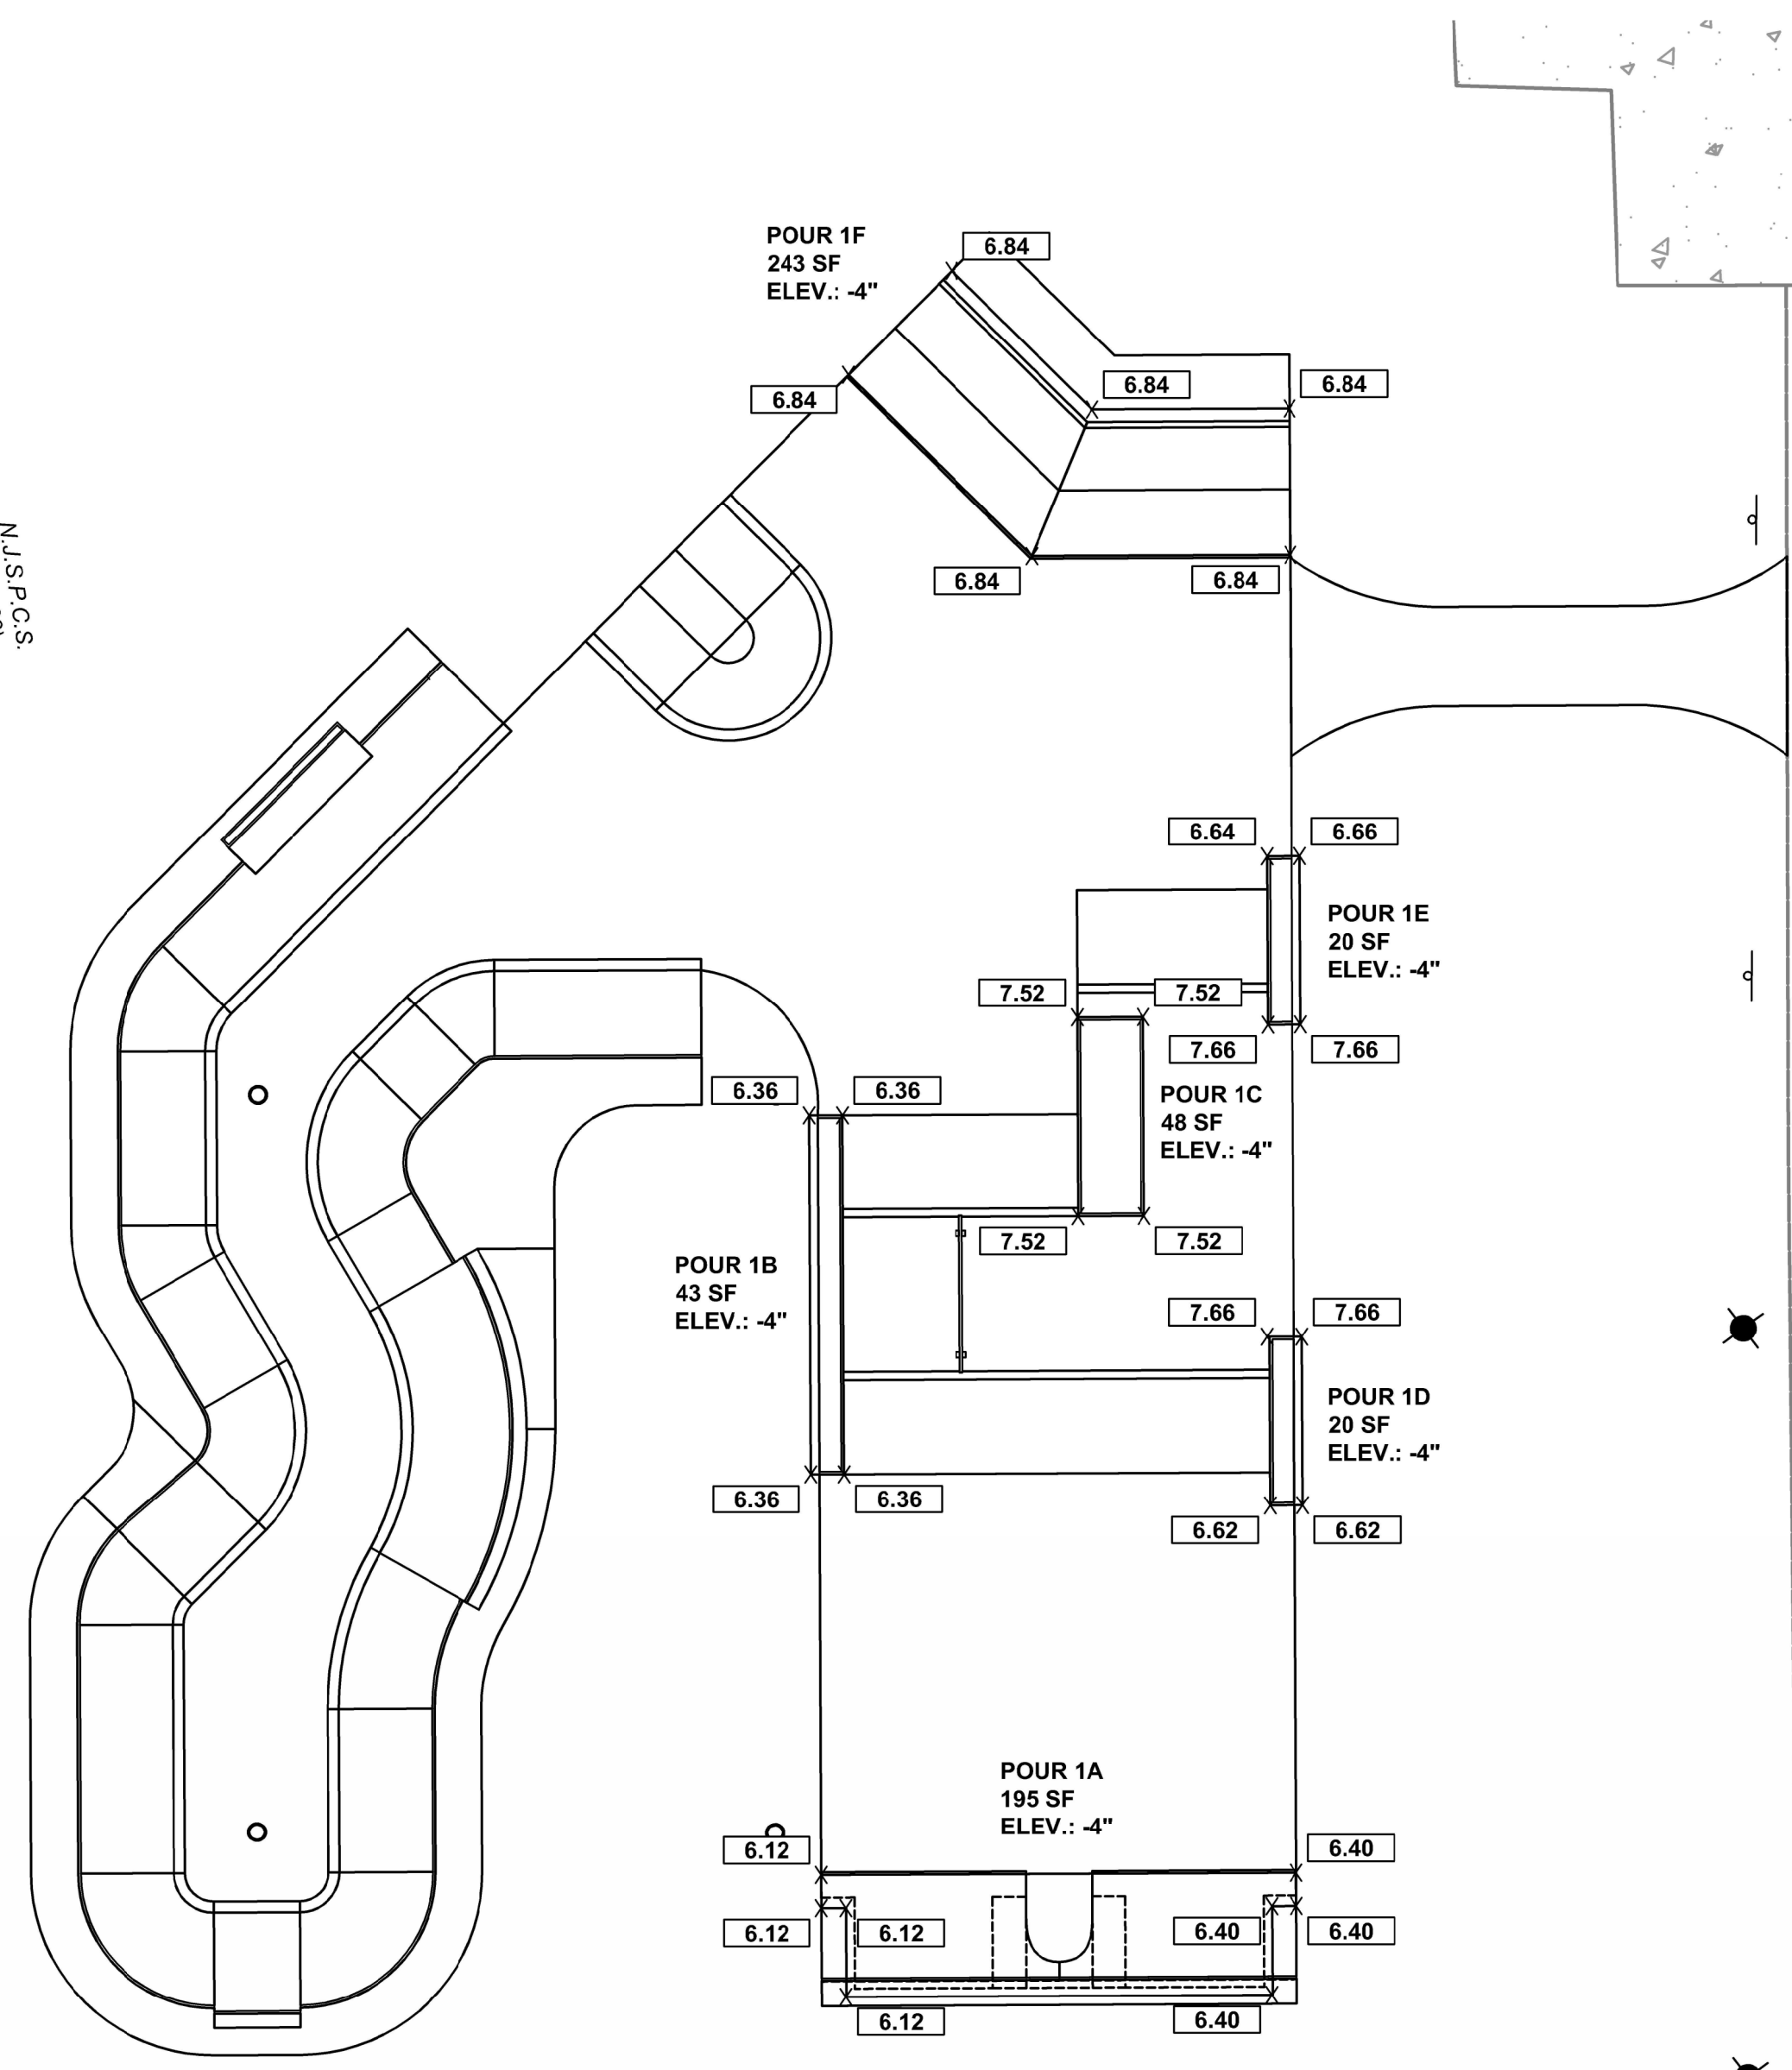 6.84
POUR 1F
243 SF
ELEV.: -4"
6.84
6.84
6.84
N.J.S.P.C.S.
6.84
6.84
6.64
6.66
POUR 1E
20 SF
ELEV.: -4"
7.52
7.52
7.66
7.66
6.36
6.36
POUR 1C
48 SF
ELEV.: -4"
7.52
7.52
POUR 1B
43 SF
ELEV.: -4"
7.66
7.66
POUR 1D
20 SF
ELEV.: -4"
6.36
6.36
6.62
6.62
POUR 1A
195 SF
ELEV.: -4"
6.12
6.40
6.12
6.12
6.40
6.40
6.12
6.40